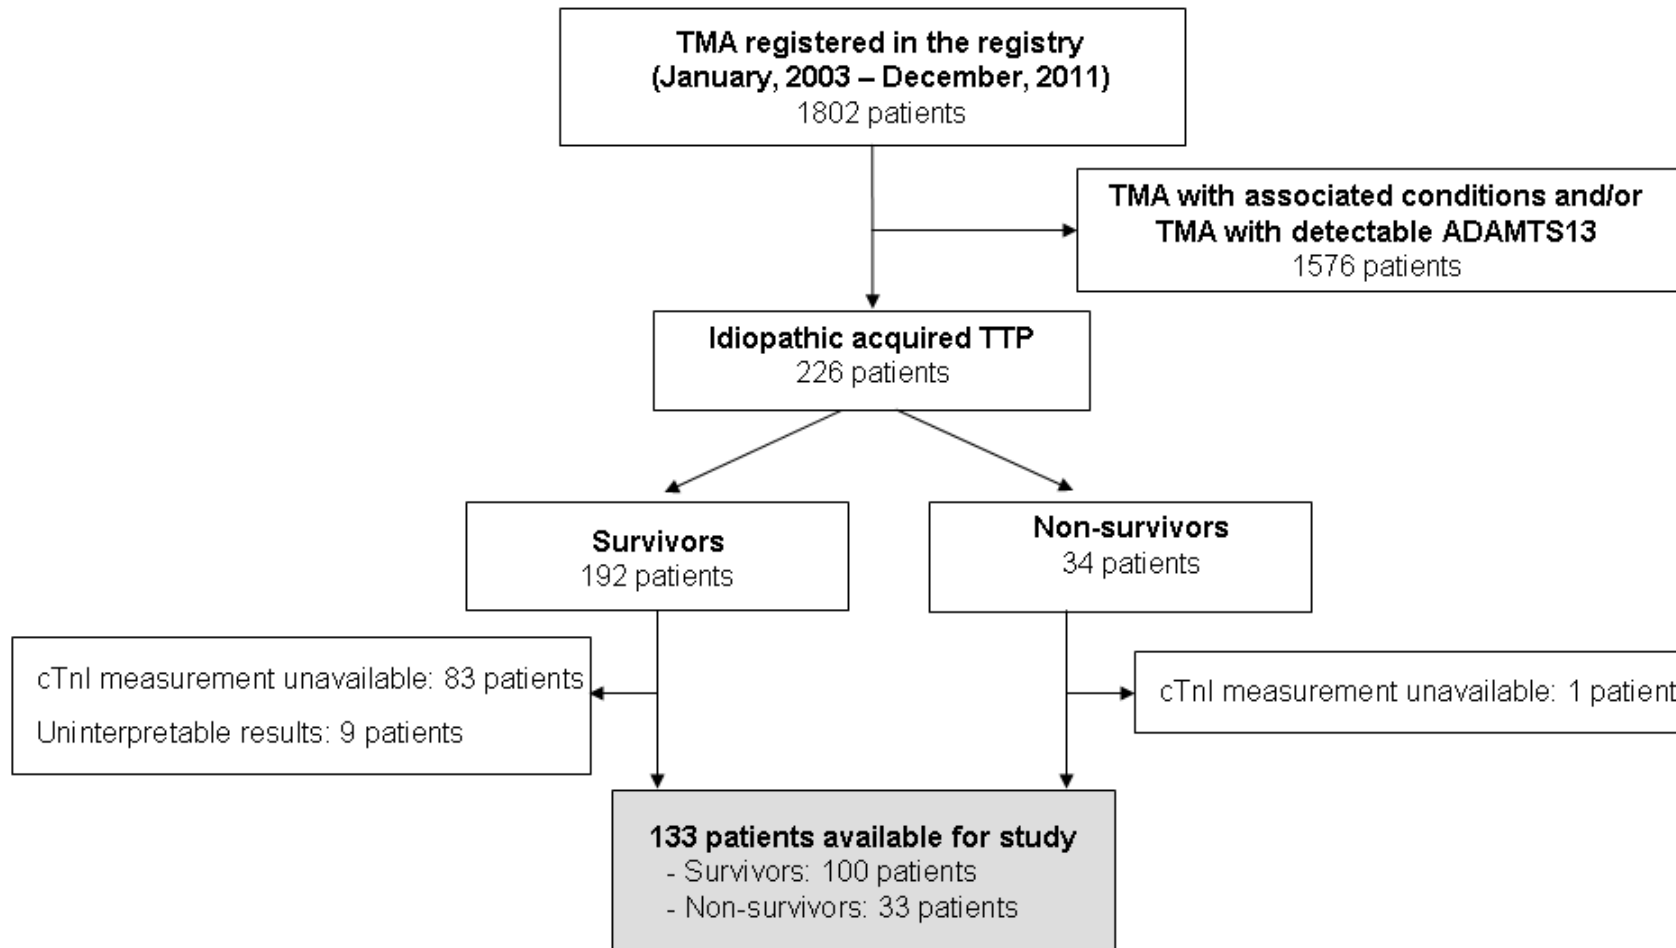 TMA registered in the registry
(January, 2003 – December, 2011)
1802 patients
TMA with associated conditions and/or
TMA with detectable ADAMTS13
1576 patients
Idiopathic acquired TTP
226 patients
Survivors
192 patients
Non-survivors
34 patients
cTnI measurement unavailable: 83 patients
Uninterpretable results: 9 patients
cTnI measurement unavailable: 1 patient
133 patients available for study
- Survivors: 100 patients
- Non-survivors: 33 patients